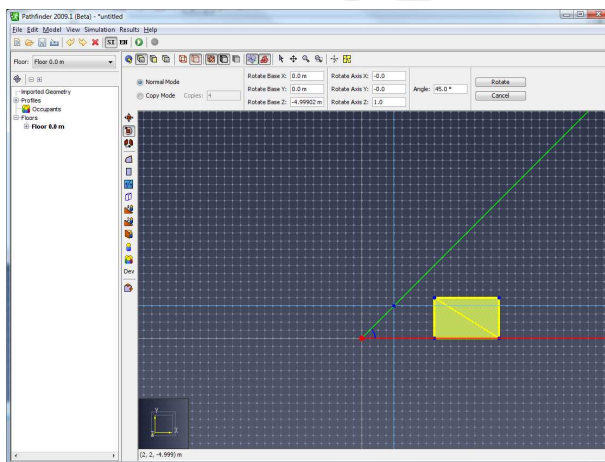 Pathfinder 2009.1 (Beta) - *untitled
File Edit Model View Simulation Results Help
SI EN
Floor: Floor 0.0 m
Normal Mode
Copy Mode Copies: 4
Rotate Base X: 0.0 m Rotate Axis X: -0.0
Rotate Base Y: 0.0 m Rotate Axis Y: -0.0
Rotate Base Z: -4.99902 m Rotate Axis Z: 1.0
Angle: 45.0 °
Rotate
Cancel
Imported Geometry
Profiles
Occupants
Floors
Floor 0.0 m
Dev
Y
Z X
(2, 2, -4.999) m